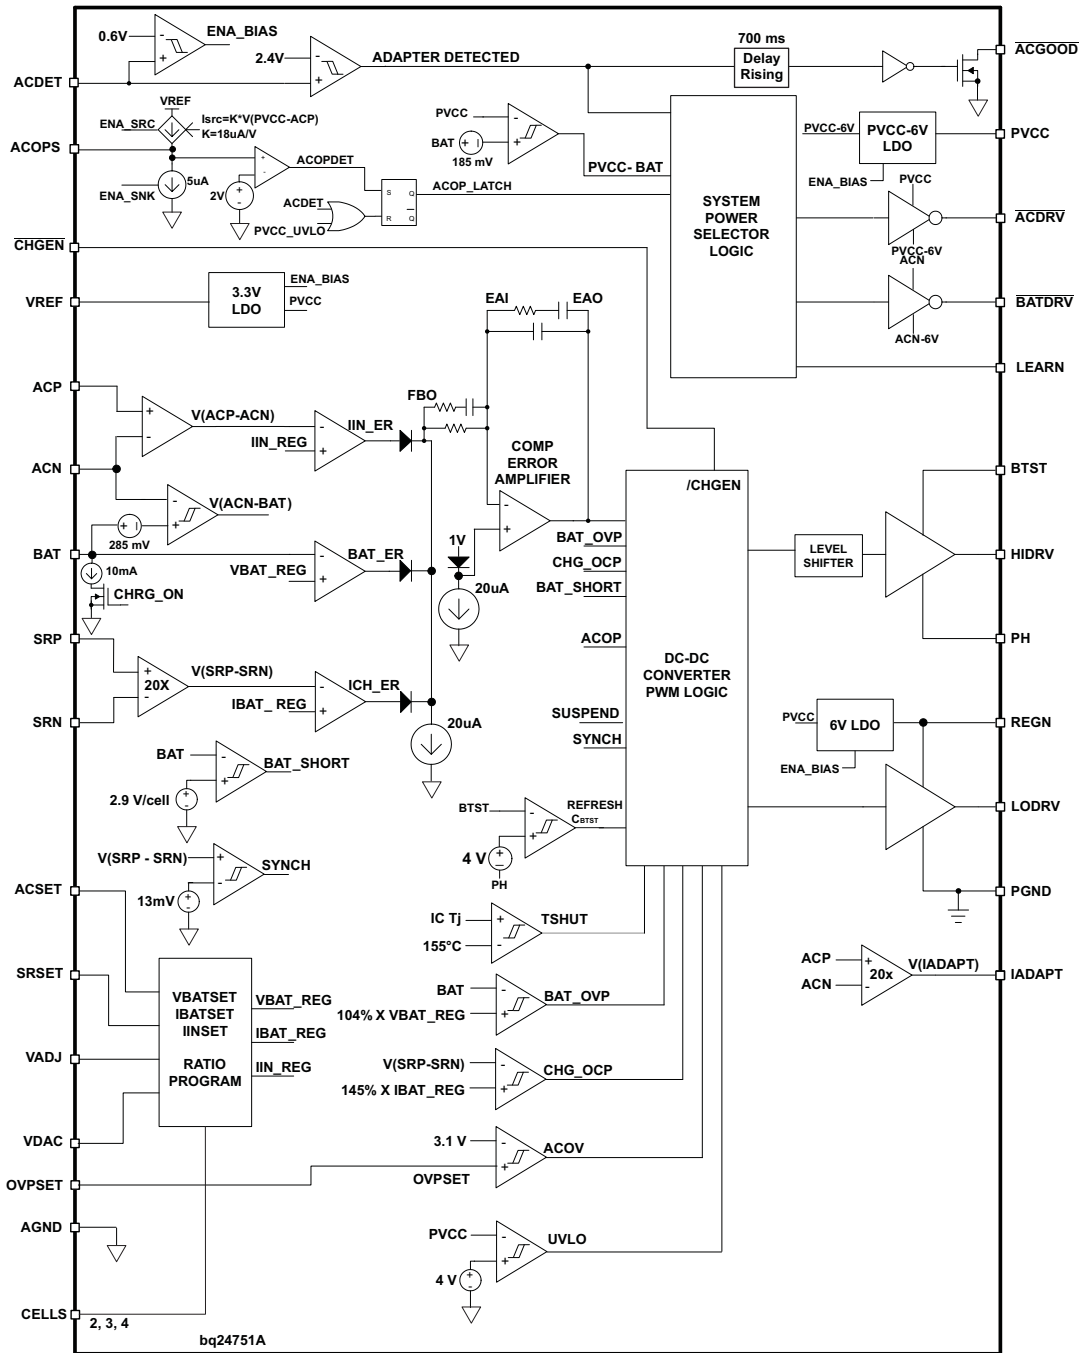 0.6V
-
+
ENA_BIAS
2.4V
-
+
ADAPTER DETECTED
700 ms
Delay
Rising
ACGOOD
ACDET
VREF
ENA_SRC
Isrc=K*V(PVCC-ACP)
K=18uA/V
ACOPS
5uA
ENA_SNK
2V
+
-
+
-
ACOPDET
ACDET
PVCC_UVLO
S
Q
R
Q
ACOP_LATCH
PVCC
-
BAT
+
185 mV
PVCC- BAT
SYSTEM
POWER
SELECTOR
LOGIC
PVCC-6V
PVCC-6V
LDO
PVCC
ENA_BIAS
PVCC
ACDRV
PVCC-6V
ACN
BATDRV
ACN-6V
LEARN
CHGEN
VREF
3.3V
LDO
ENA_BIAS
PVCC
EAI
EAO
FBO
ACP
+
-
V(ACP-ACN)
-
IIN_REG
+
IIN_ER
ACN
-
+
V(ACN-BAT)
285 mV
COMP
ERROR
AMPLIFIER
-
+
1V
20uA
BAT
10mA
CHRG_ON
-
VBAT_REG
+
BAT_ER
SRP
+
20X
-
V(SRP-SRN)
-
IBAT_ REG
+
ICH_ER
SRN
20uA
/CHGEN
BAT_OVP
CHG_OCP
BAT_SHORT
ACOP
DC-DC
CONVERTER
PWM LOGIC
SUSPEND
SYNCH
BTST
LEVEL
SHIFTER
HIDRV
PH
PVCC
6V LDO
REGN
ENA_BIAS
LODRV
PGND
BAT
-
+
BAT_SHORT
2.9 V/cell
+
-
BTST
-
+
REFRESH
CBTST
4 V
+
-
PH
V(SRP - SRN)
+
-
SYNCH
13mV
+
-
ACSET
IC Tj
+
155°C
-
TSHUT
SRSET
VBATSET
IBATSET
IINSET
RATIO
PROGRAM
VBAT_REG
IBAT_REG
IIN_REG
BAT
-
104% X VBAT_REG
+
BAT_OVP
ACP
+
20x
ACN
-
V(IADAPT)
IADAPT
VADJ
V(SRP-SRN)
-
145% X IBAT_REG
+
CHG_OCP
VDAC
3.1 V
-
+
ACOV
OVPSET
OVPSET
AGND
PVCC
-
+
UVLO
4 V
+
-
CELLS
2, 3, 4
bq24751A